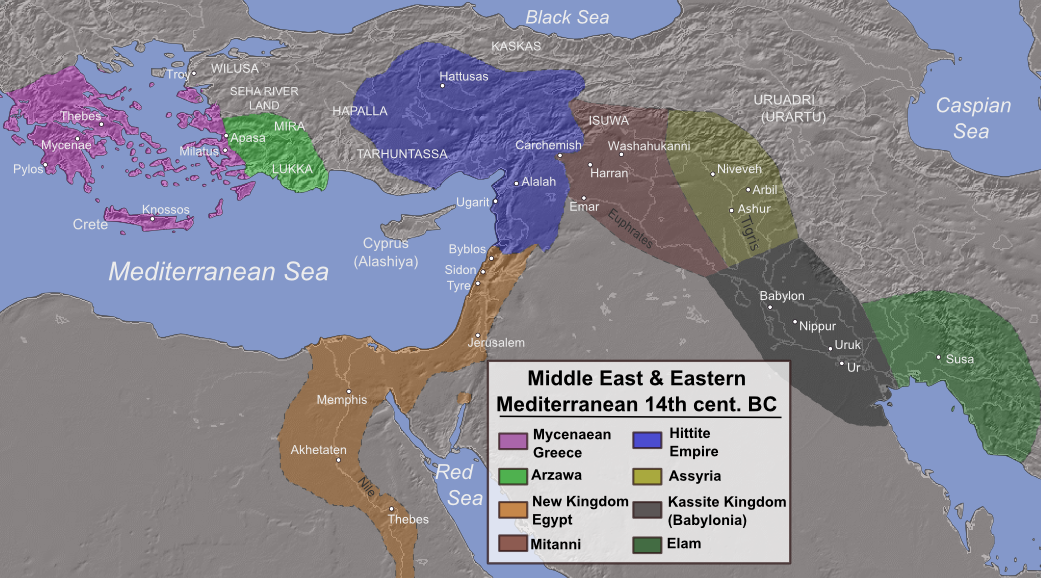 Black Sea
KASKAS
Troy
WILUSA
Hattusas
SEHA RIVER
LAND
HAPALLA
URUADRI
(URARTU)
Caspian
Sea
Thebes
MIRA
ISUWA
Apasa
Mycenae
Milatus
TARHUNTASSA
Carchemish
Washahukanni
Pylos
LUKKA
Harran
Niveveh
Alalah
Arbil
Ugarit
Emar
Ashur
Knossos
Crete
Euphrates
Tigris
Cyprus
(Alashiya)
Byblos
Mediterranean Sea
Sidon
Tyre
Babylon
Nippur
Jerusalem
Uruk
Ur
Susa
Memphis
Akhetaten
Nile
Red
Sea
Thebes
Middle East & Eastern
Mediterranean 14th cent. BC
Mycenaean
Greece
Hittite
Empire
Arzawa
Assyria
New Kingdom
Egypt
Kassite Kingdom
(Babylonia)
Mitanni
Elam